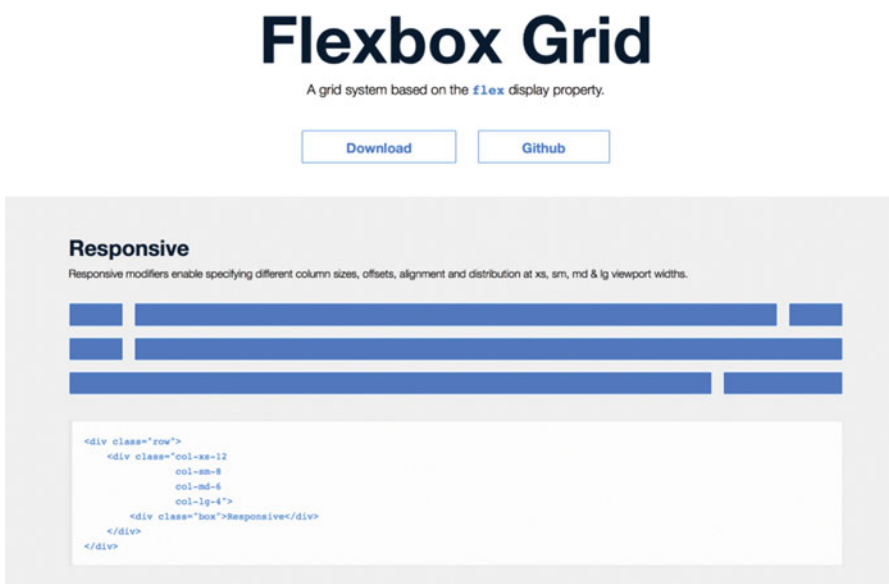 Flexbox Grid
A grid system based on the flex display property.
Download
Github
Responsive
Responsive modifiers enable specifying different column sizes, offsets, alignment and distribution at xs, sm, md & lg viewport widths.
<div class="row">
    <div class="col-xs-12
                col-sm-8
                col-md-6
                col-lg-4">
        <div class="box">Responsive</div>
    </div>
</div>